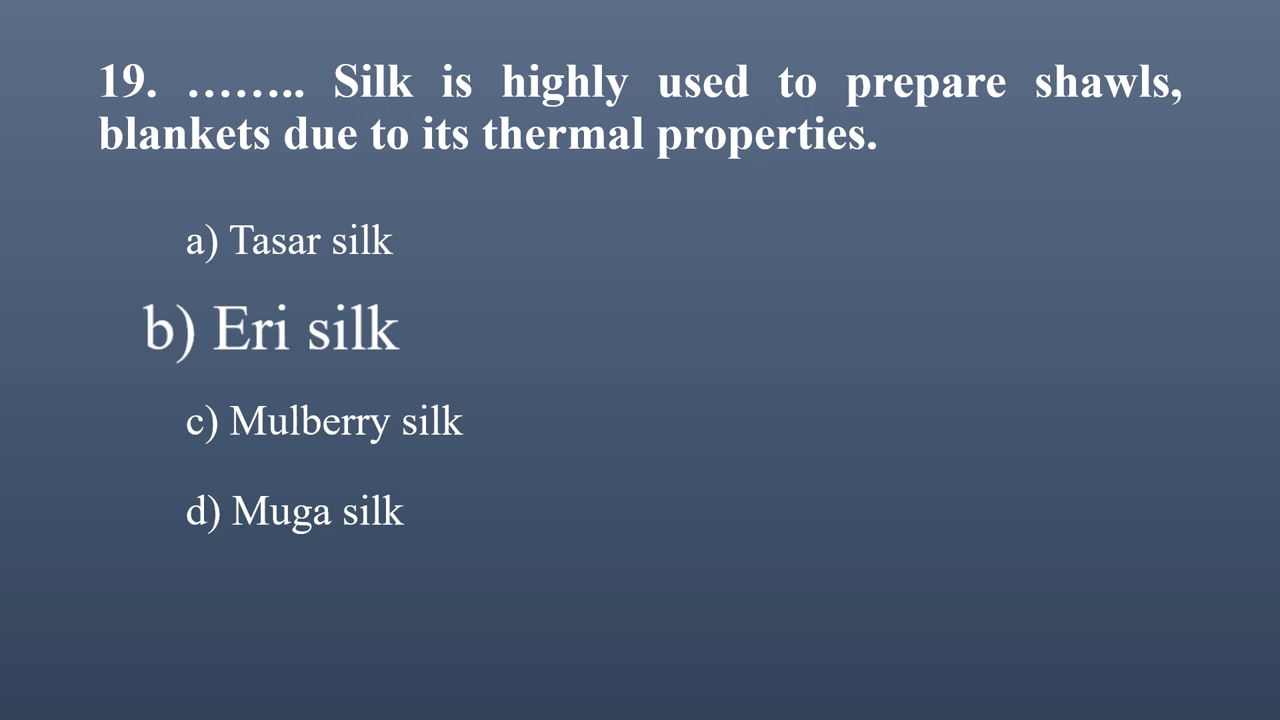 19. …….. Silk is highly used to prepare shawls,
blankets due to its thermal properties.
a) Tasar silk
b) Eri silk
c) Mulberry silk
d) Muga silk